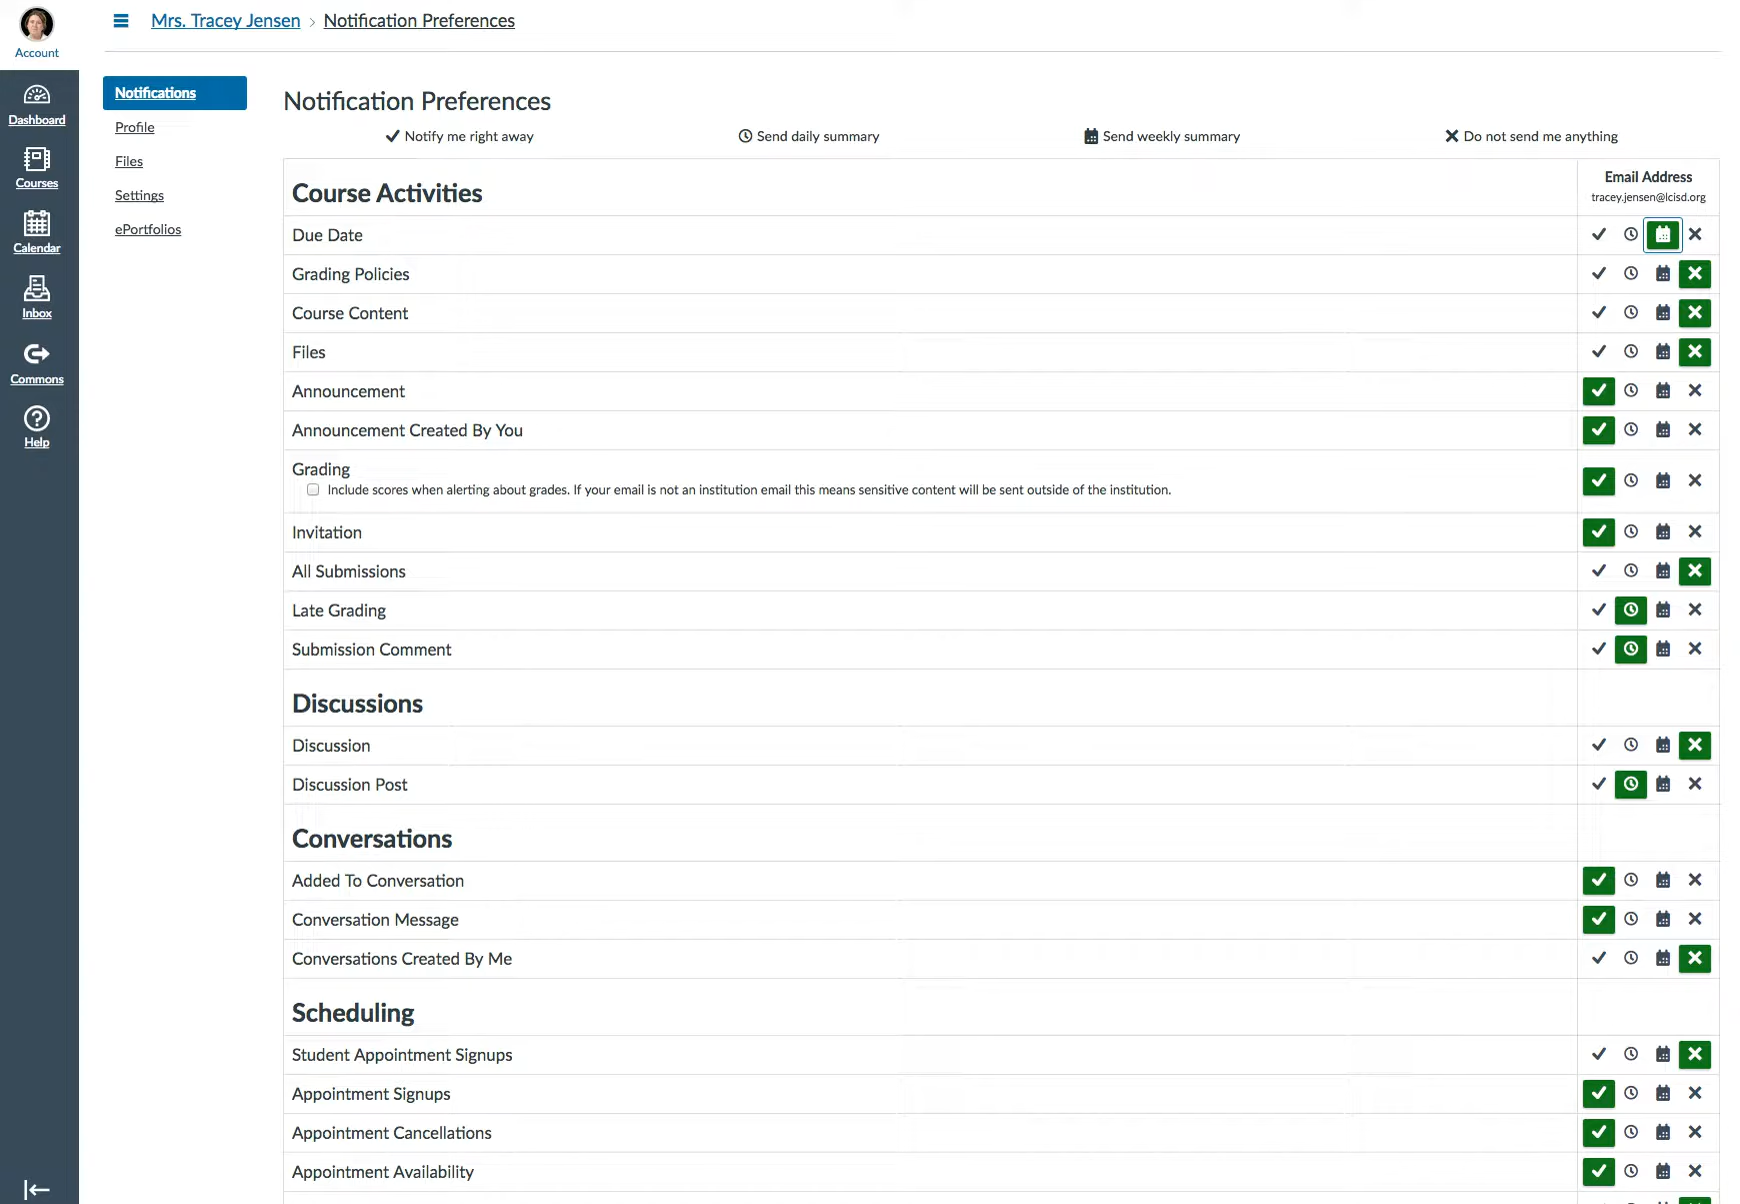 Mrs. Tracey Jensen > Notification Preferences
Account
Dashboard
Courses
Calendar
Inbox
Commons
Help
Notifications
Profile
Files
Settings
ePortfolios
Notification Preferences
Notify me right away
Send daily summary
Send weekly summary
Do not send me anything
Course Activities
Email Address
tracey.jensen@lcisd.org
Due Date
Grading Policies
Course Content
Files
Announcement
Announcement Created By You
Grading
Include scores when alerting about grades. If your email is not an institution email this means sensitive content will be sent outside of the institution.
Invitation
All Submissions
Late Grading
Submission Comment
Discussions
Discussion
Discussion Post
Conversations
Added To Conversation
Conversation Message
Conversations Created By Me
Scheduling
Student Appointment Signups
Appointment Signups
Appointment Cancellations
Appointment Availability